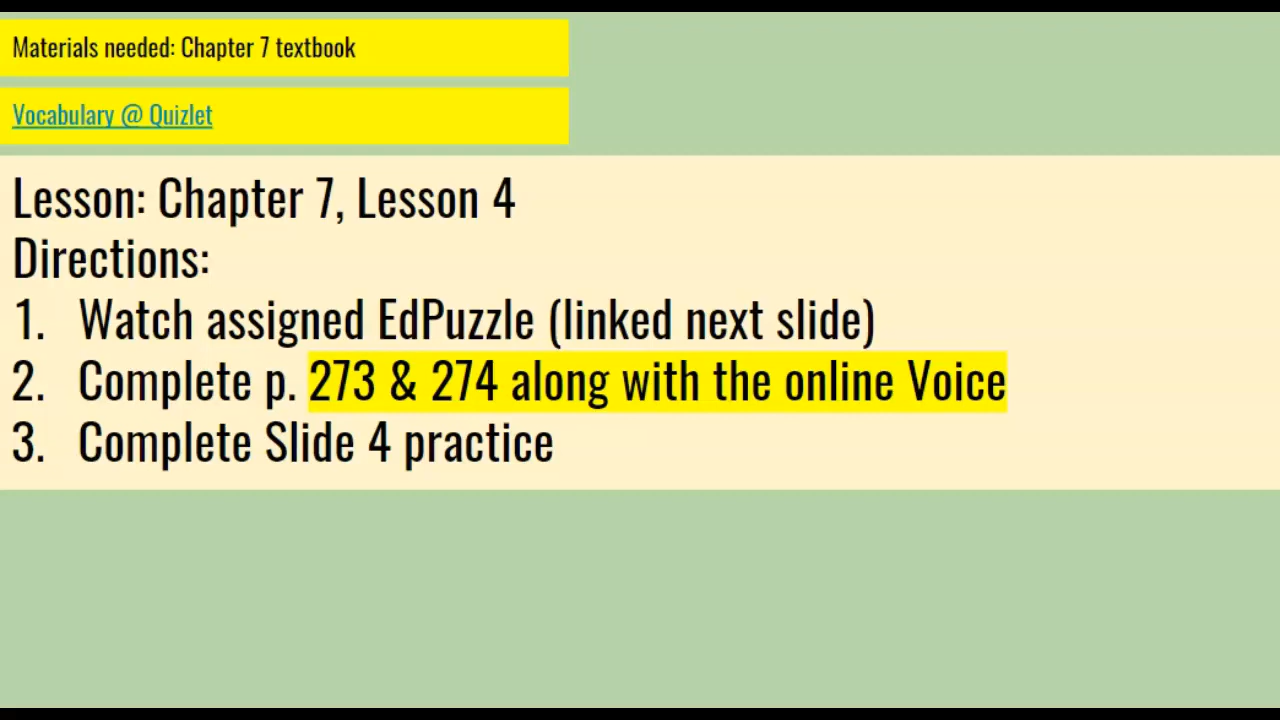 Materials needed: Chapter 7 textbook
Vocabulary @ Quizlet
Lesson: Chapter 7, Lesson 4
Directions:
1. Watch assigned EdPuzzle (linked next slide)
2. Complete p. 273 & 274 along with the online Voice
3. Complete Slide 4 practice